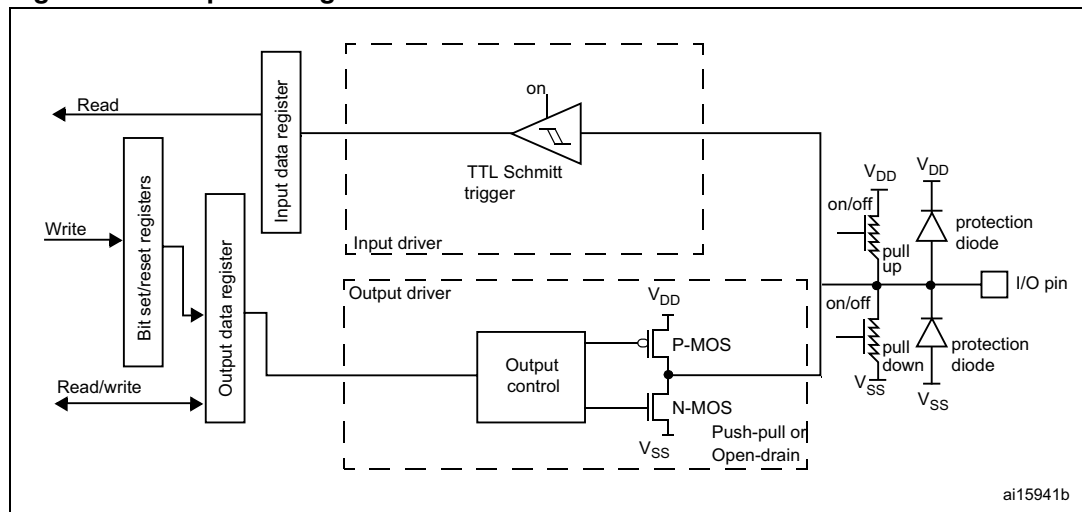 on
Read
Input data register
TTL Schmitt
trigger
Input driver
Write
Bit set/reset registers
Output data register
Read/write
Output driver
VDD
P-MOS
Output
control
N-MOS
VSS
Push-pull or
Open-drain
VDD
VDD
on/off
pull
up
protection
diode
I/O pin
on/off
pull
down
VSS
protection
diode
VSS
ai15941b